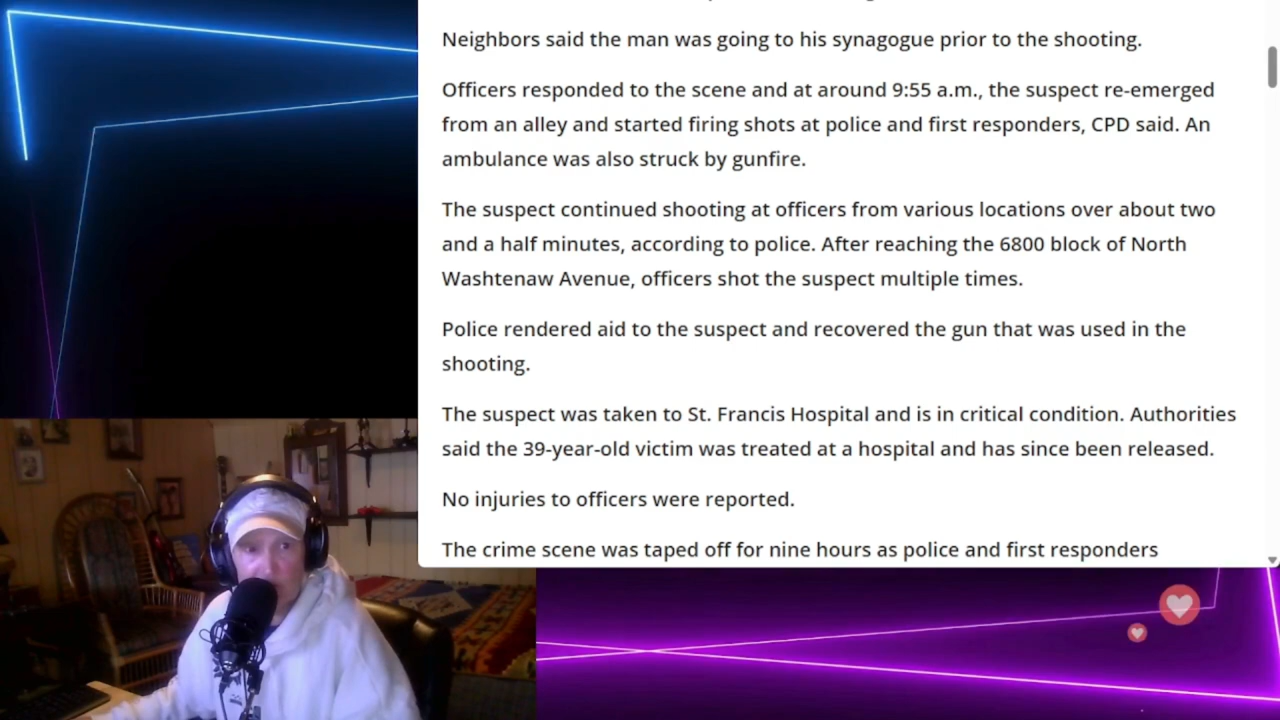 Neighbors said the man was going to his synagogue prior to the shooting.
Officers responded to the scene and at around 9:55 a.m., the suspect re-emerged
from an alley and started firing shots at police and first responders, CPD said. An
ambulance was also struck by gunfire.
The suspect continued shooting at officers from various locations over about two
and a half minutes, according to police. After reaching the 6800 block of North
Washtenaw Avenue, officers shot the suspect multiple times.
Police rendered aid to the suspect and recovered the gun that was used in the
shooting.
The suspect was taken to St. Francis Hospital and is in critical condition. Authorities
said the 39-year-old victim was treated at a hospital and has since been released.
No injuries to officers were reported.
The crime scene was taped off for nine hours as police and first responders